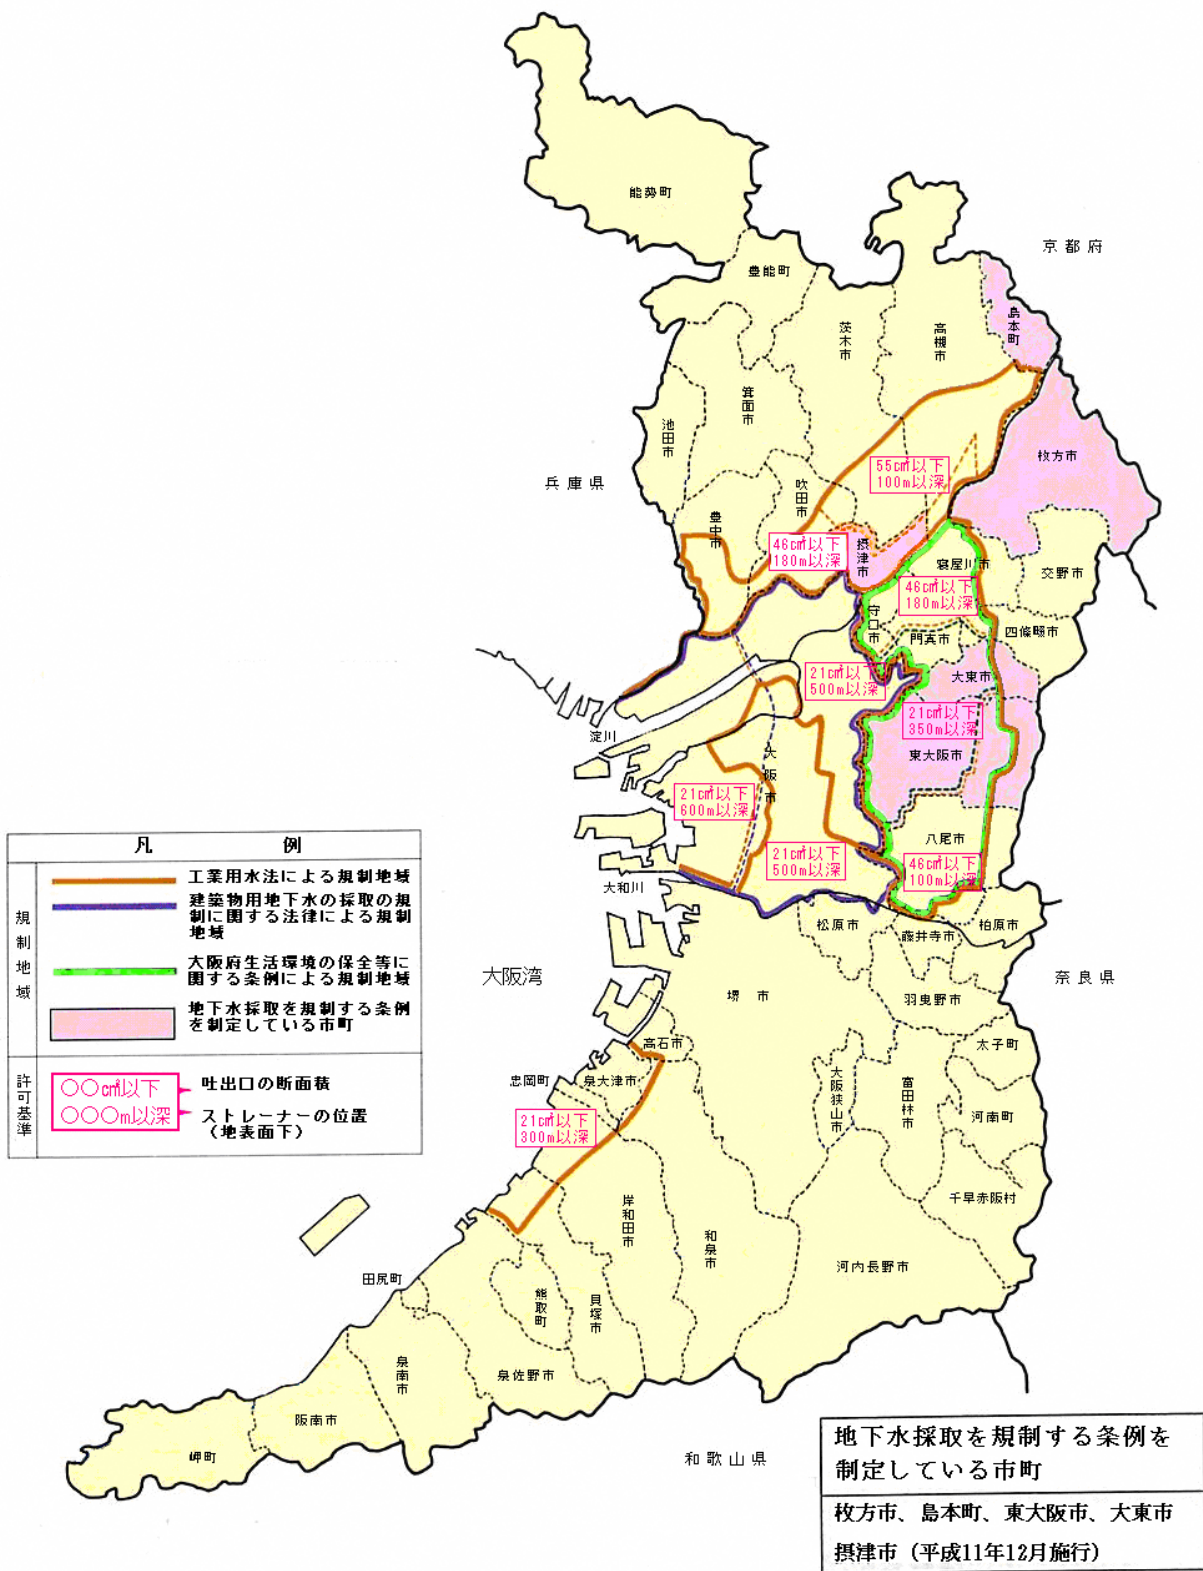 能勢町
京都府
豊能町
島本町
茨木市
高槻市
箕面市
池田市
枚方市
55c㎡以下
100m以深
兵庫県
吹田市
豊中市
46c㎡以下
180m以深
摂津市
寝屋川市
交野市
46c㎡以下
180m以深
守口市
門真市
四條畷市
21c㎡以下
500m以深
大東市
21c㎡以下
350m以深
淀川
大阪市
東大阪市
21c㎡以下
600m以深
八尾市
21c㎡以下
500m以深
46c㎡以下
100m以深
大和川
松原市
藤井寺市
柏原市
大阪湾
堺市
羽曳野市
奈良県
高石市
太子町
忠岡町
泉大津市
大阪狭山市
富田林市
河南町
21c㎡以下
300m以深
千早赤阪村
岸和田市
和泉市
河内長野市
田尻町
熊取町
貝塚市
泉南市
泉佐野市
阪南市
岬町
和歌山県
凡例
規制地域
工業用水法による規制地域
建築物用地下水の採取の規
制に関する法律による規制
地域
大阪府生活環境の保全等に
関する条例による規制地域
地下水採取を規制する条例
を制定している市町
許可基準
○○c㎡以下
○○○m以深
吐出口の断面積
ストレーナーの位置
(地表面下)
地下水採取を規制する条例を
制定している市町
枚方市、島本町、東大阪市、大東市
摂津市(平成11年12月施行)